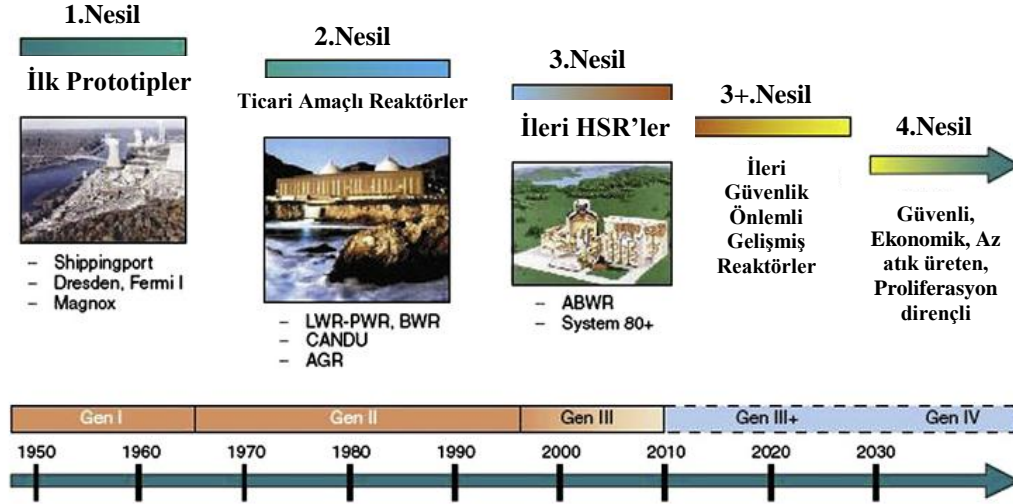 1.Nesil
İlk Prototipler
– Shippingport
– Dresden, Fermi I
– Magnox
2.Nesil
Ticari Amaçlı Reaktörler
– LWR-PWR, BWR
– CANDU
– AGR
3.Nesil
İleri HSR’ler
– ABWR
– System 80+
3+.Nesil
İleri
Güvenlik
Önlemli
Gelişmiş
Reaktörler
4.Nesil
Güvenli,
Ekonomik, Az
atık üreten,
Proliferasyon
dirençli
Gen I Gen II Gen III Gen III+ Gen IV
1950 1960 1970 1980 1990 2000 2010 2020 2030